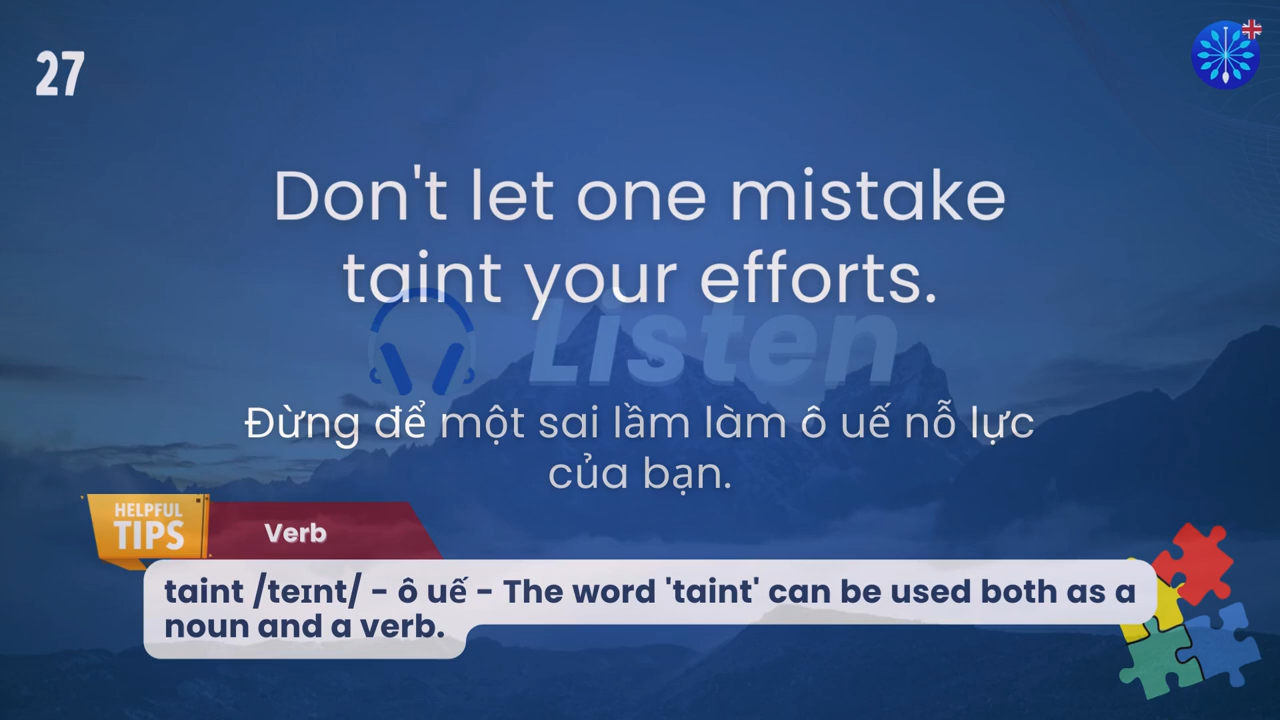 27
Don't let one mistake
taint your efforts.
Listen
Đừng để một sai lầm làm ô uế nỗ lực
của bạn.
HELPFUL
TIPS
Verb
taint /teɪnt/ - ô uế - The word 'taint' can be used both as a
noun and a verb.